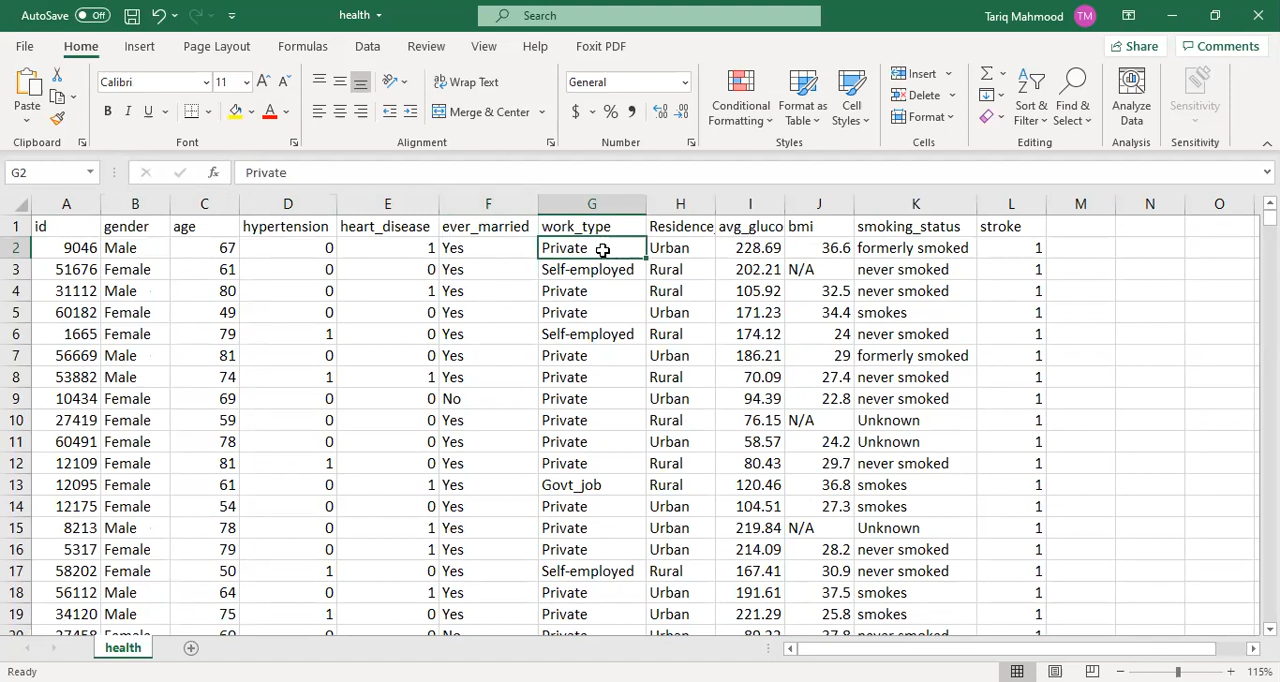 AutoSave Off health Search Tariq Mahmood TM
File Home Insert Page Layout Formulas Data Review View Help Foxit PDF Share Comments
Paste Calibri 11 Wrap Text General Conditional Formatting Format as Table Cell Styles Insert Sort & Filter Find & Select Analyze Data Sensitivity
B I U Merge & Center $ % Delete
Format
Clipboard Font Alignment Number Styles Cells Editing Analysis Sensitivity
G2 fx Private
A B C D E F G H I J K L M N O
1 id gender age hypertension heart_disease ever_married work_type Residence_ avg_gluco bmi smoking_status stroke
2 9046 Male 67 0 1 Yes Private Urban 228.69 36.6 formerly smoked 1
3 51676 Female 61 0 0 Yes Self-employed Rural 202.21 N/A never smoked 1
4 31112 Male 80 0 1 Yes Private Rural 105.92 32.5 never smoked 1
5 60182 Female 49 0 0 Yes Private Urban 171.23 34.4 smokes 1
6 1665 Female 79 1 0 Yes Self-employed Rural 174.12 24 never smoked 1
7 56669 Male 81 0 0 Yes Private Urban 186.21 29 formerly smoked 1
8 53882 Male 74 1 1 Yes Private Rural 70.09 27.4 never smoked 1
9 10434 Female 69 0 0 No Private Urban 94.39 22.8 never smoked 1
10 27419 Female 59 0 0 Yes Private Rural 76.15 N/A Unknown 1
11 60491 Female 78 0 0 Yes Private Urban 58.57 24.2 Unknown 1
12 12109 Female 81 1 0 Yes Private Rural 80.43 29.7 never smoked 1
13 12095 Female 61 0 1 Yes Govt_job Rural 120.46 36.8 smokes 1
14 12175 Female 54 0 0 Yes Private Urban 104.51 27.3 smokes 1
15 8213 Male 78 0 1 Yes Private Urban 219.84 N/A Unknown 1
16 5317 Female 79 0 1 Yes Private Urban 214.09 28.2 never smoked 1
17 58202 Female 50 1 0 Yes Self-employed Rural 167.41 30.9 never smoked 1
18 56112 Male 64 0 1 Yes Private Urban 191.61 37.5 smokes 1
19 34120 Male 75 1 0 Yes Private Urban 221.29 25.8 smokes 1
20 27458 Female 60 0 0 No Private Urban 89.22 37.8 never smoked 1
health
Ready 115%